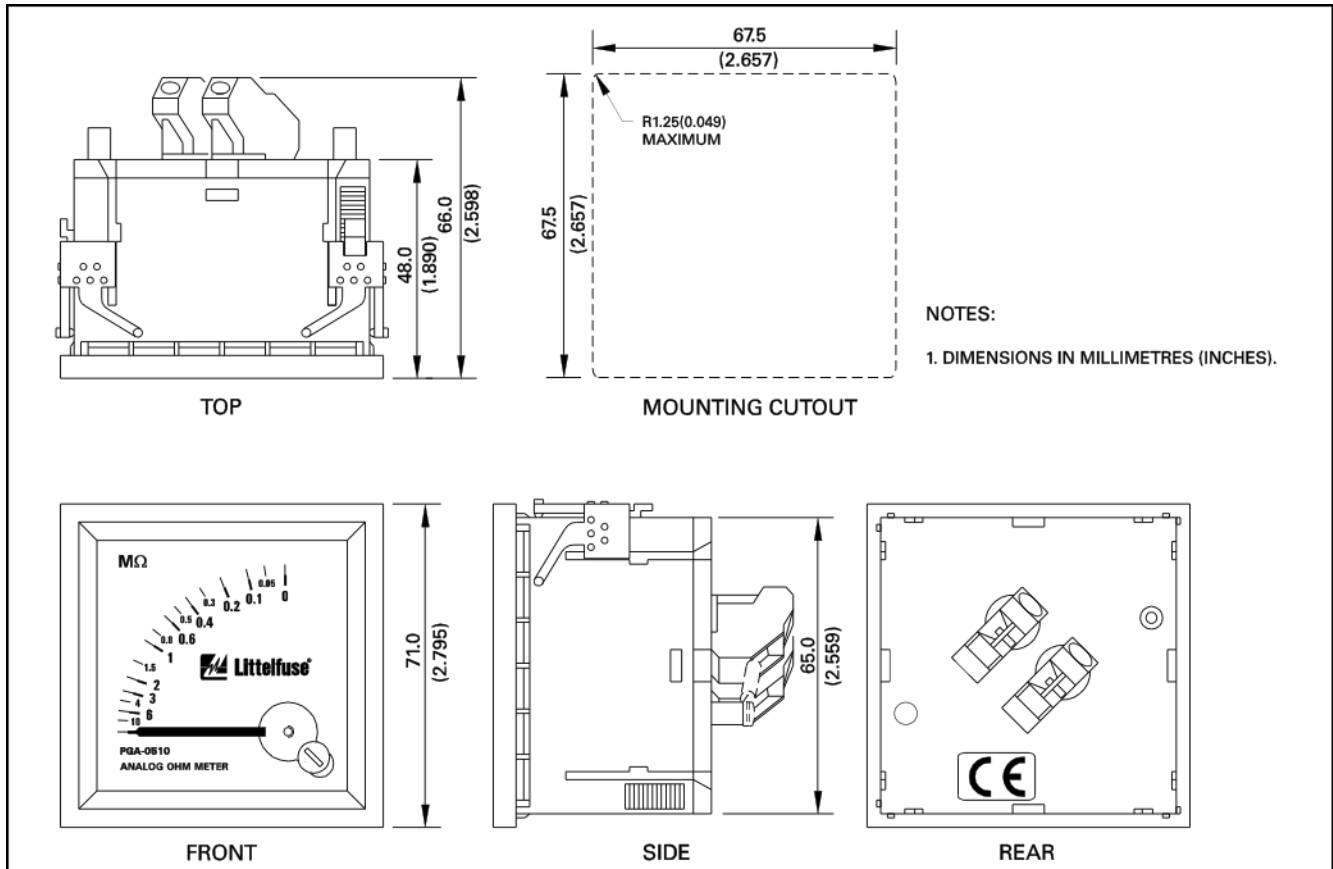 67.5
(2.657)
R1.25(0.049)
MAXIMUM
67.5
(2.657)
48.0
(1.890)
66.0
(2.598)
NOTES:
1. DIMENSIONS IN MILLIMETRES (INCHES).
TOP
MOUNTING CUTOUT
MΩ
0
0.05
0.1
0.2
0.3
0.4
0.5
0.6
0.8
1
1.5
2
3
4
6
10
Littelfuse®
PGA-0510
ANALOG OHM METER
71.0
(2.795)
65.0
(2.559)
CE
FRONT
SIDE
REAR